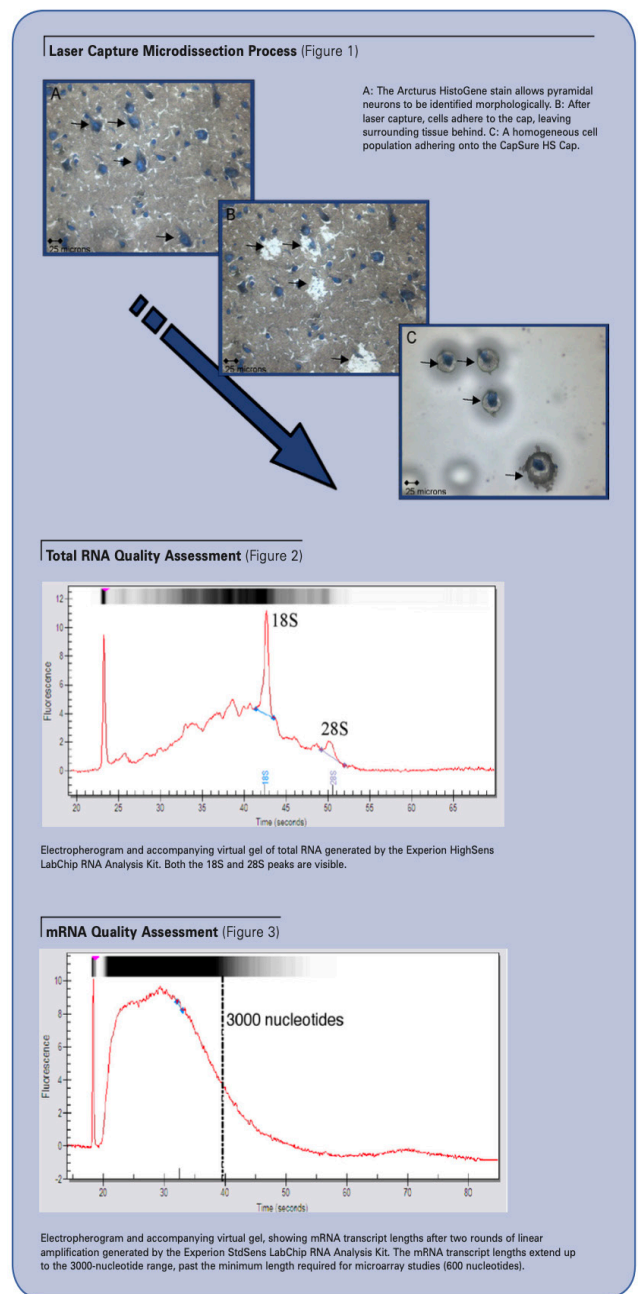 Laser Capture Microdissection Process (Figure 1)
A
25 microns
A: The Arcturus HistoGene stain allows pyramidal
neurons to be identified morphologically. B: After
laser capture, cells adhere to the cap, leaving
surrounding tissue behind. C: A homogeneous cell
population adhering onto the CapSure HS Cap.
B
25 microns
C
25 microns
Total RNA Quality Assessment (Figure 2)
12
10
8
6
4
2
0
Fluorescence
18S
28S
18S
28S
20 25 30 35 40 45 50 55 60 65
Time (seconds)
Electropherogram and accompanying virtual gel of total RNA generated by the Experion HighSens
LabChip RNA Analysis Kit. Both the 18S and 28S peaks are visible.
mRNA Quality Assessment (Figure 3)
10
8
6
4
2
0
-2
Fluorescence
3000 nucleotides
20 30 40 50 60 70 80
Time (seconds)
Electropherogram and accompanying virtual gel, showing mRNA transcript lengths after two rounds of linear
amplification generated by the Experion StdSens LabChip RNA Analysis Kit. The mRNA transcript lengths extend up
to the 3000-nucleotide range, past the minimum length required for microarray studies (600 nucleotides).